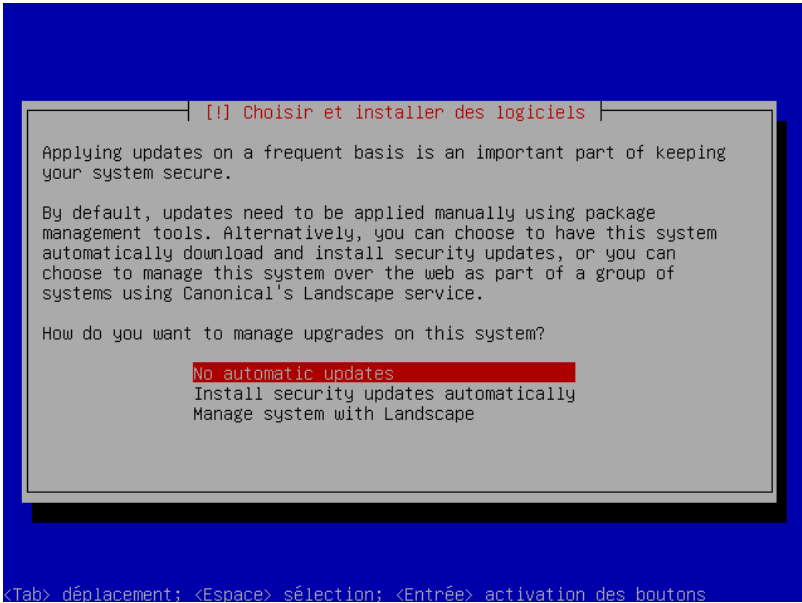 [!] Choisir et installer des logiciels
Applying updates on a frequent basis is an important part of keeping
your system secure.
By default, updates need to be applied manually using package
management tools. Alternatively, you can choose to have this system
automatically download and install security updates, or you can
choose to manage this system over the web as part of a group of
systems using Canonical's Landscape service.
How do you want to manage upgrades on this system?
No automatic updates
Install security updates automatically
Manage system with Landscape
<Tab> déplacement; <Espace> sélection; <Entrée> activation des boutons